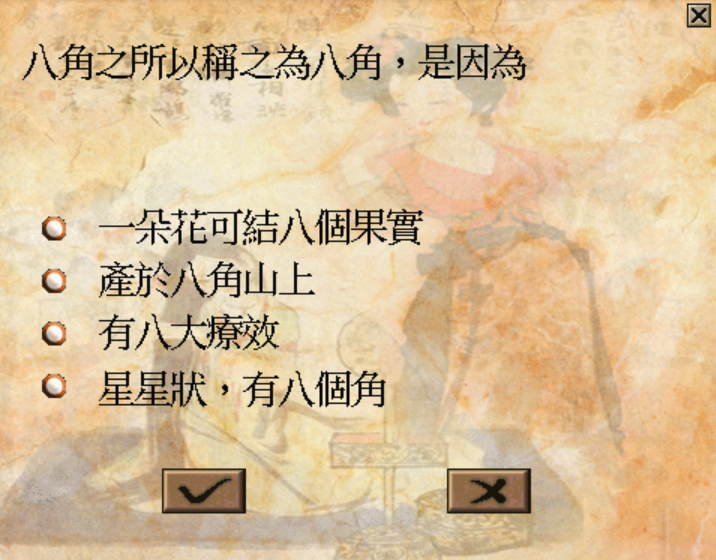 八角之所以稱之為八角，是因為
一朵花可結八個果實
產於八角山上
有八大療效
星星狀，有八個角